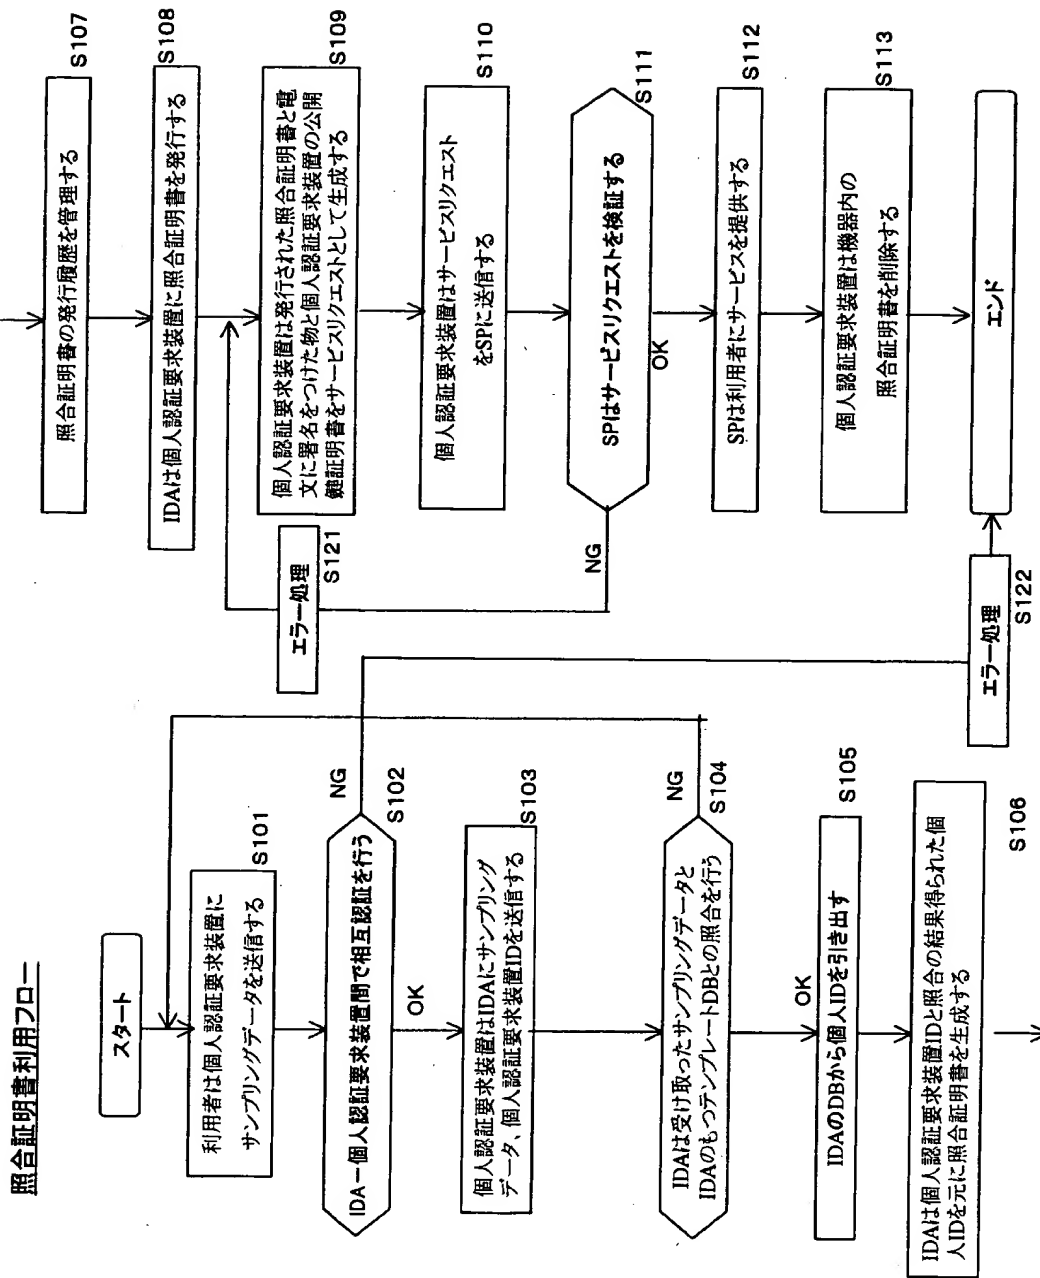 照合証明書利用フロー
スタート
利用者は個人認証要求装置に
サンプリングデータを送信する
S101
IDA－個人認証要求装置間で相互認証を行う
NG
S102
OK
個人認証要求装置はIDAにサンプリング
データ、個人認証要求装置IDを送信する
S103
IDAは受け取ったサンプリングデータと
IDAのもつテンプレートDBとの照合を行う
NG
S104
OK
IDAのDBから個人IDを引き出す
S105
IDAは個人認証要求装置IDと照合の結果得られた個
人IDを元に照合証明書を生成する
S106
照合証明書の発行履歴を管理する
S107
IDAは個人認証要求装置に照合証明書を発行する
S108
個人認証要求装置は発行された照合証明書と電
文に署名をつけた物と個人認証要求装置の公開
鍵証明書をサービスリクエストとして生成する
S109
個人認証要求装置はサービスリクエスト
をSPに送信する
S110
SPはサービスリクエストを検証する
S111
NG
エラー処理
S121
OK
SPは利用者にサービスを提供する
S112
個人認証要求装置は機器内の
照合証明書を削除する
S113
エラー処理
S122
エンド